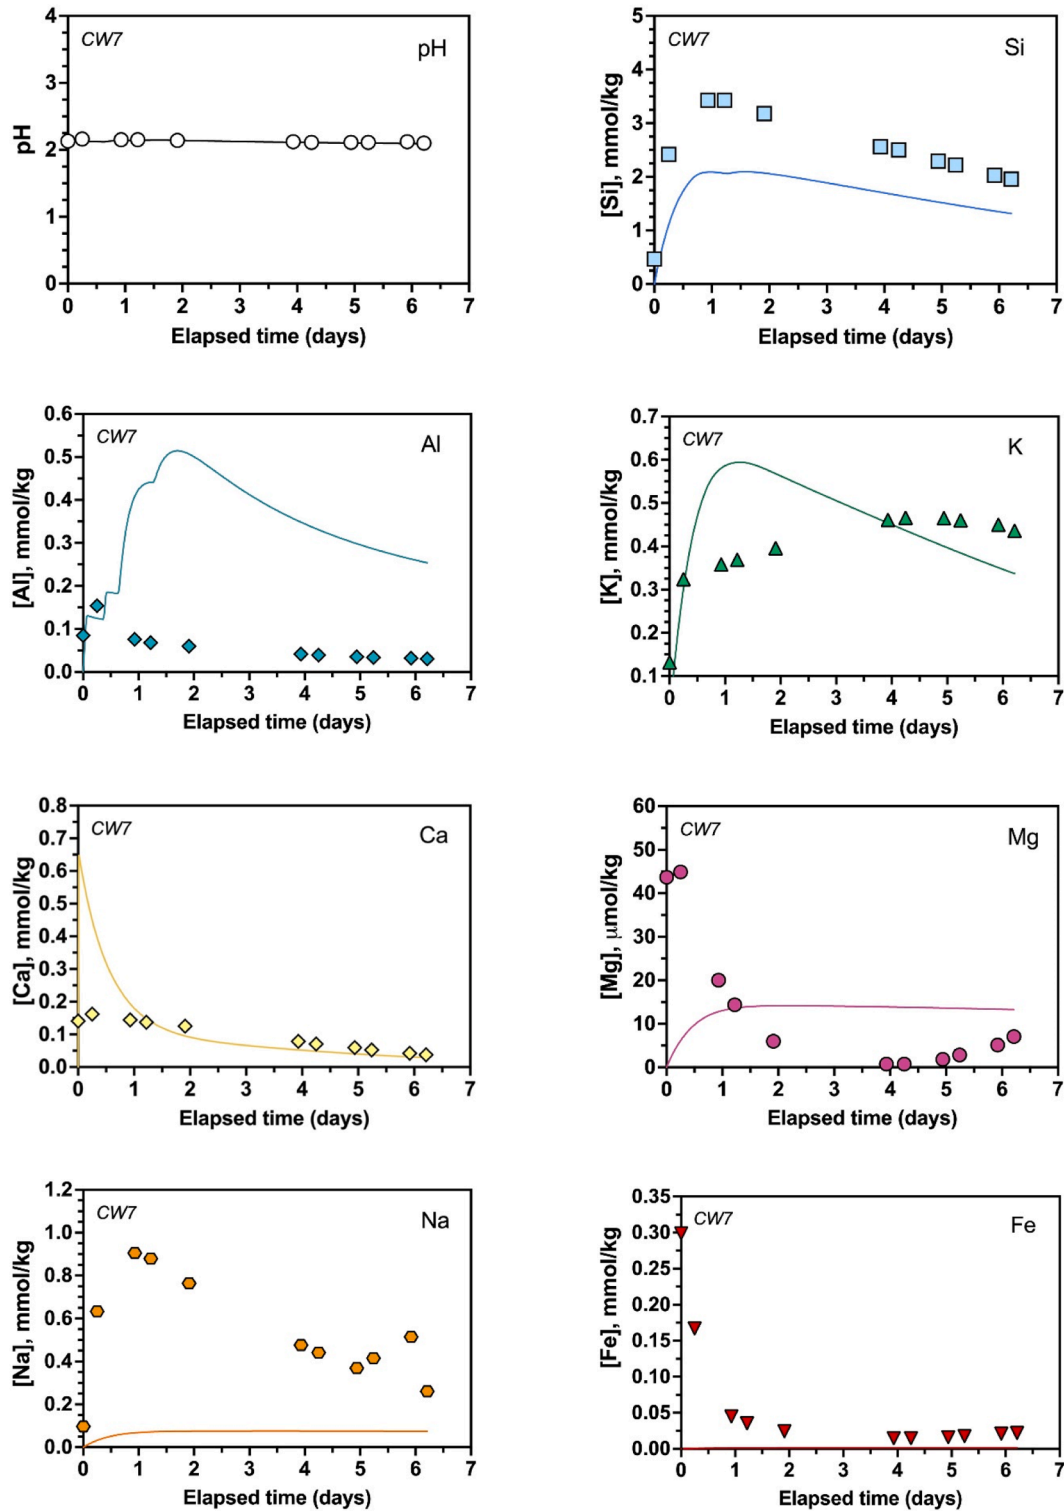 CW7
pH
pH
4
3
2
1
0
0 1 2 3 4 5 6 7
Elapsed time (days)
CW7
Si
[Si], mmol/kg
5
4
3
2
1
0
0 1 2 3 4 5 6 7
Elapsed time (days)
CW7
Al
[Al], mmol/kg
0.6
0.5
0.4
0.3
0.2
0.1
0.0
0 1 2 3 4 5 6 7
Elapsed time (days)
CW7
K
[K], mmol/kg
0.7
0.6
0.5
0.4
0.3
0.2
0.1
0 1 2 3 4 5 6 7
Elapsed time (days)
CW7
Ca
[Ca], mmol/kg
0.8
0.7
0.6
0.5
0.4
0.3
0.2
0.1
0.0
0 1 2 3 4 5 6 7
Elapsed time (days)
CW7
Mg
[Mg], μmol/kg
60
50
40
30
20
10
0
0 1 2 3 4 5 6 7
Elapsed time (days)
CW7
Na
[Na], mmol/kg
1.2
1.0
0.8
0.6
0.4
0.2
0.0
0 1 2 3 4 5 6 7
Elapsed time (days)
CW7
Fe
[Fe], mmol/kg
0.35
0.30
0.25
0.20
0.15
0.10
0.05
0.00
0 1 2 3 4 5 6 7
Elapsed time (days)